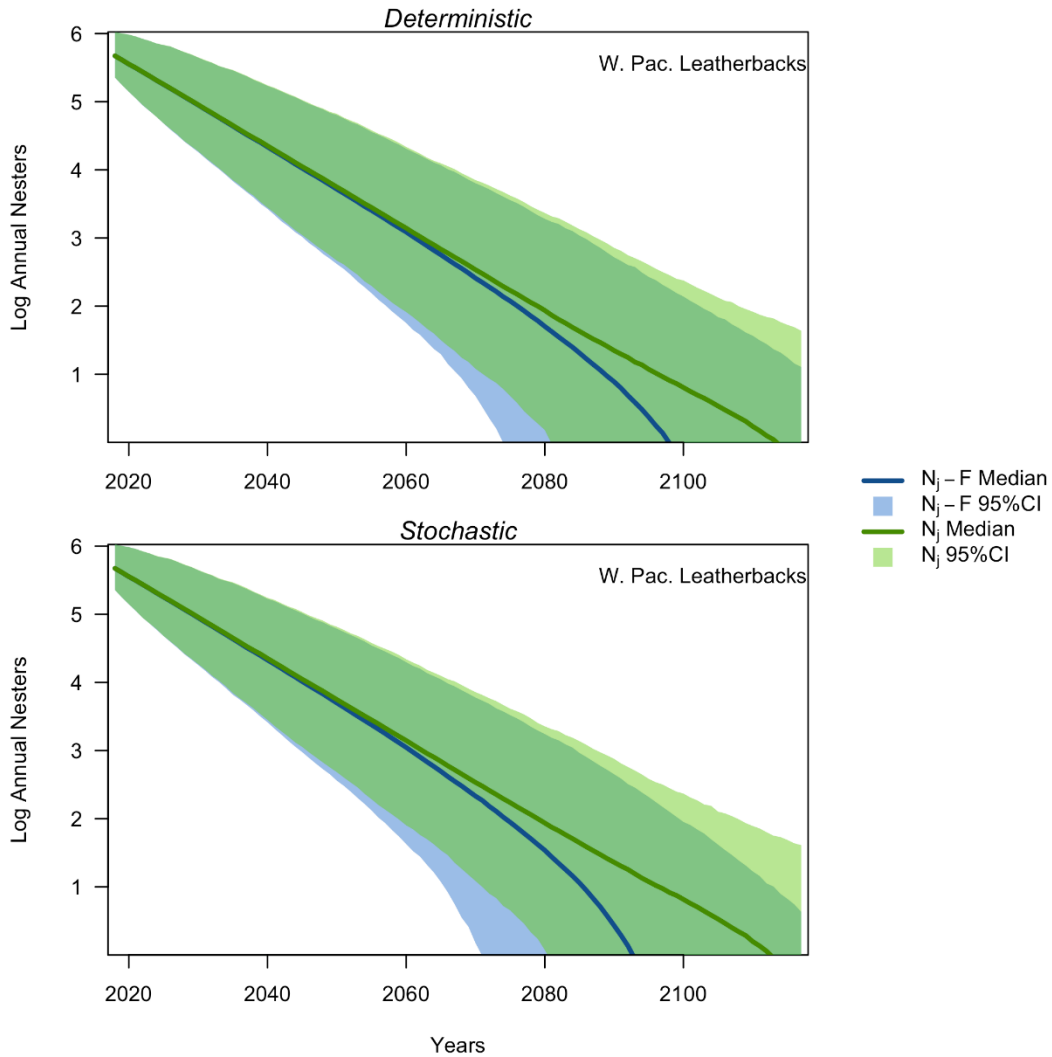 Deterministic
W. Pac. Leatherbacks
Log Annual Nesters
6
5
4
3
2
1
2020 2040 2060 2080 2100
Nj – F Median
Nj – F 95%CI
Nj Median
Nj 95%CI
Stochastic
W. Pac. Leatherbacks
Log Annual Nesters
6
5
4
3
2
1
2020 2040 2060 2080 2100
Years